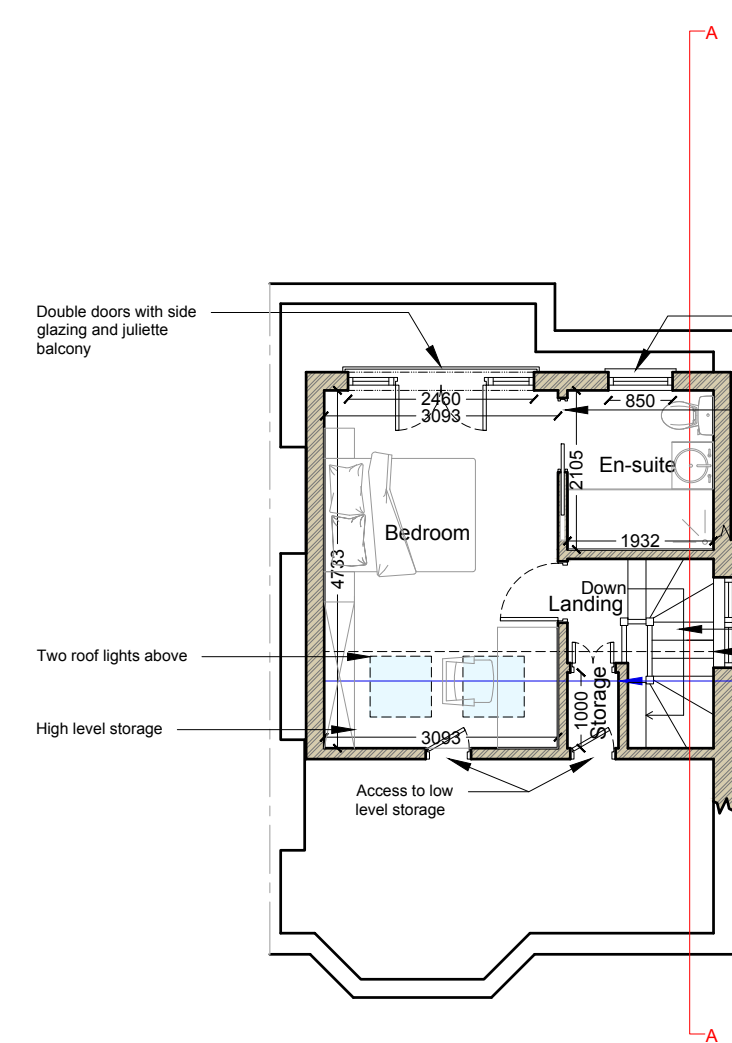 A
Double doors with side
glazing and juliette
balcony
2460
3093
850
2105
En-suite
Bedroom
1932
4733
Down
Landing
Two roof lights above
Storage
1000
High level storage
3093
Access to low
level storage
A